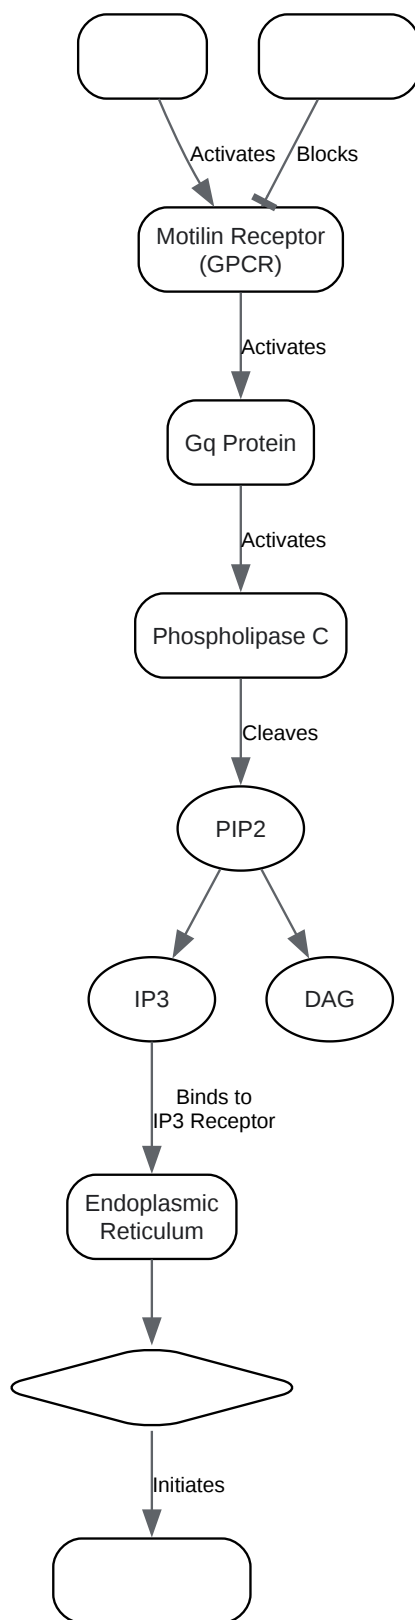 Activates
Blocks
Motilin Receptor
(GPCR)
Activates
Gq Protein
Activates
Phospholipase C
Cleaves
PIP2
IP3
DAG
Binds to
IP3 Receptor
Endoplasmic
Reticulum
Initiates